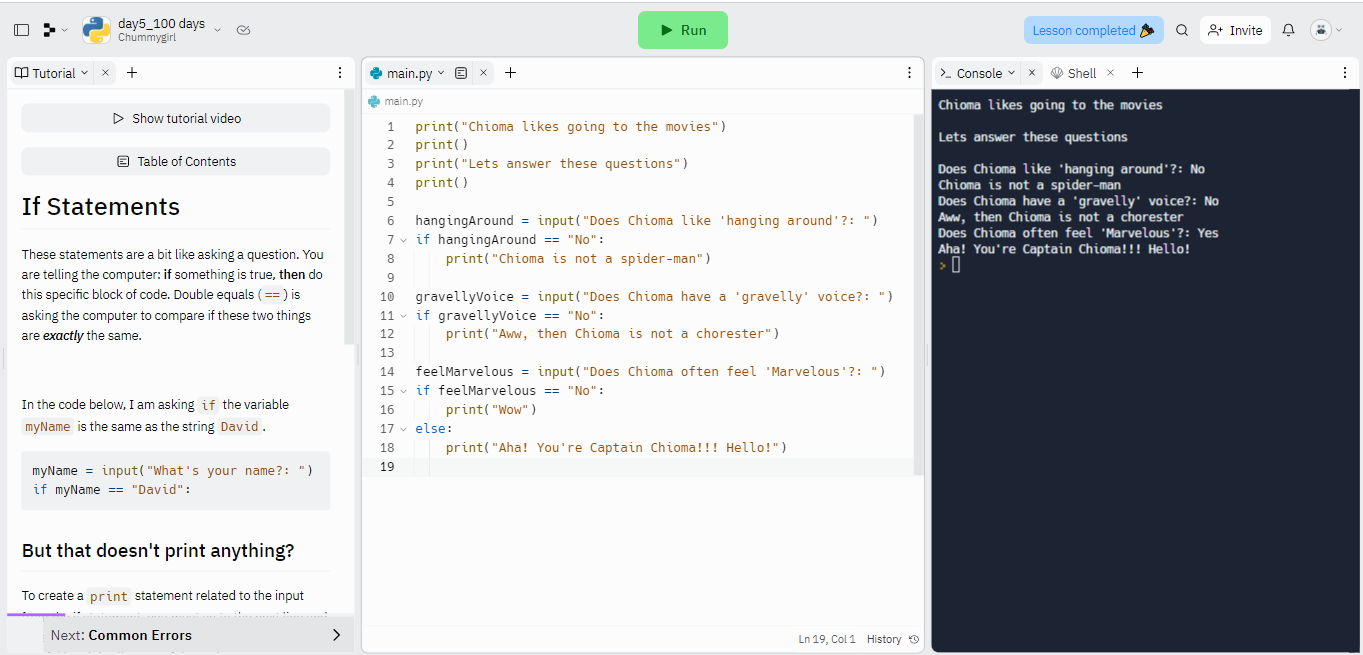 day5_100 days
Chummygirl
Run
Lesson completed
Invite
Tutorial
Show tutorial video
Table of Contents
If Statements
These statements are a bit like asking a question. You
are telling the computer: if something is true, then do
this specific block of code. Double equals ( == ) is
asking the computer to compare if these two things
are exactly the same.
In the code below, I am asking if the variable
myName is the same as the string David .
myName = input("What's your name?: ")
if myName == "David":
But that doesn't print anything?
To create a print statement related to the input
Next: Common Errors
main.py
main.py
1 print("Chioma likes going to the movies")
2 print()
3 print("Lets answer these questions")
4 print()
5
6 hangingAround = input("Does Chioma like 'hanging around'?: ")
7 if hangingAround == "No":
8 print("Chioma is not a spider-man")
9
10 gravellyVoice = input("Does Chioma have a 'gravelly' voice?: ")
11 if gravellyVoice == "No":
12 print("Aww, then Chioma is not a chorester")
13
14 feelMarvelous = input("Does Chioma often feel 'Marvelous'?: ")
15 if feelMarvelous == "No":
16 print("Wow")
17 else:
18 print("Aha! You're Captain Chioma!!! Hello!")
19
Ln 19, Col 1 History
Console
Shell
Chioma likes going to the movies
Lets answer these questions
Does Chioma like 'hanging around'?: No
Chioma is not a spider-man
Does Chioma have a 'gravelly' voice?: No
Aww, then Chioma is not a chorester
Does Chioma often feel 'Marvelous'?: Yes
Aha! You're Captain Chioma!!! Hello!
>